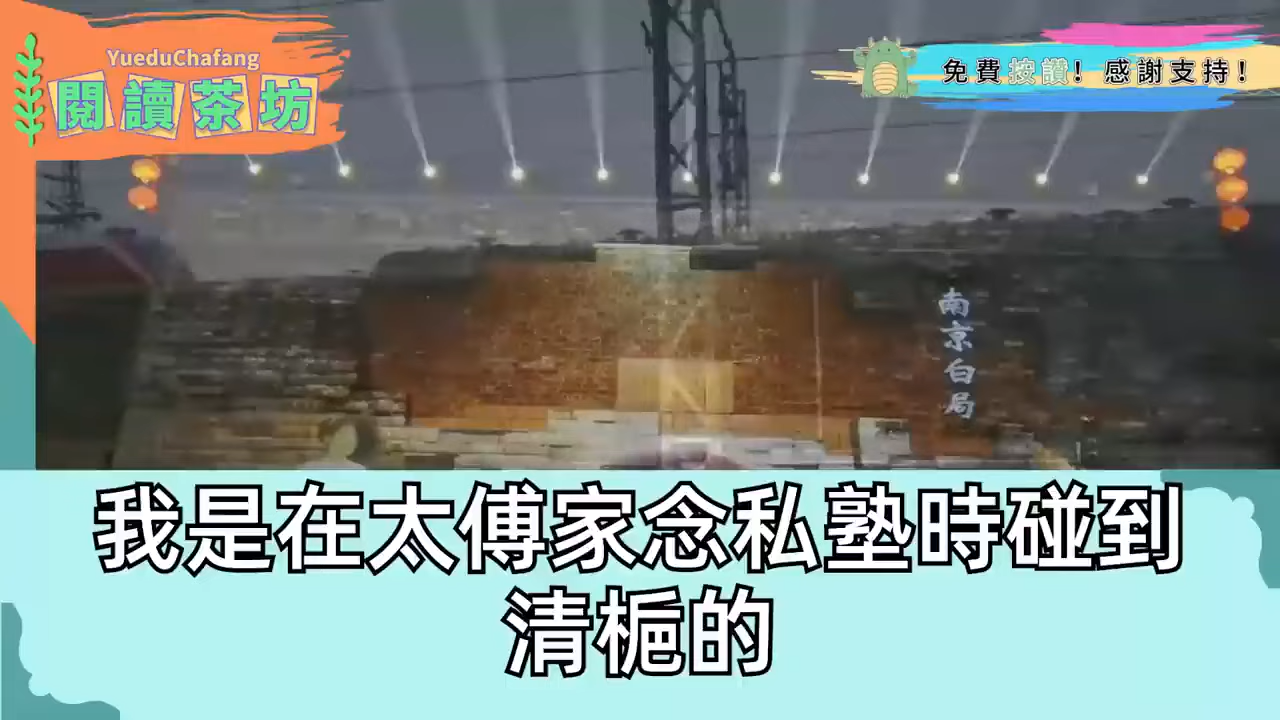 YueduChafang
閱讀茶坊
免費按讚！感謝支持！
南京白局
我是在太傅家念私塾時碰到
清梔的